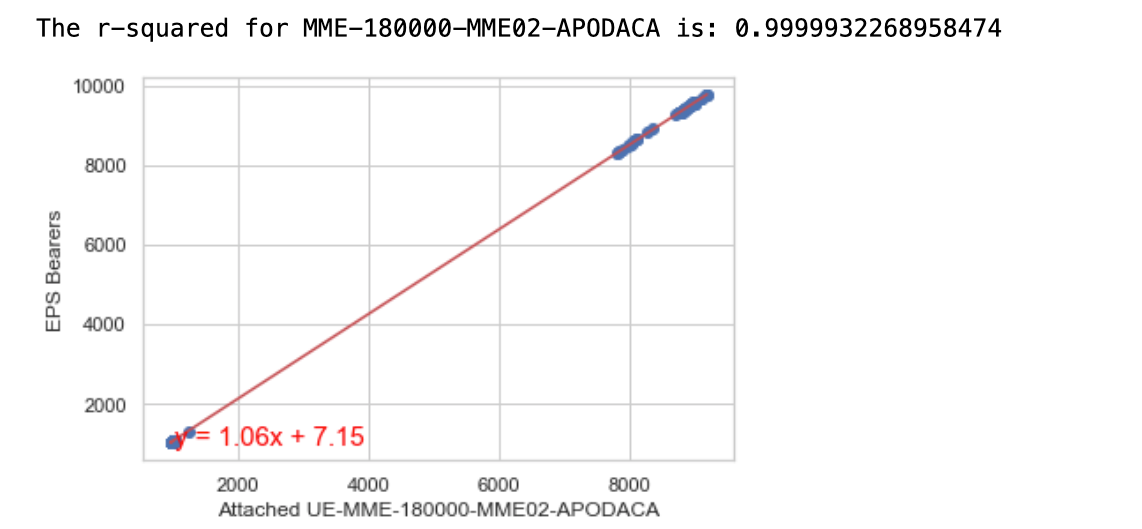 The r-squared for MME-180000-MME02-APODACA is: 0.9999932268958474
10000
8000
6000
4000
2000
EPS Bearers
y = 1.06x + 7.15
2000 4000 6000 8000
Attached UE-MME-180000-MME02-APODACA